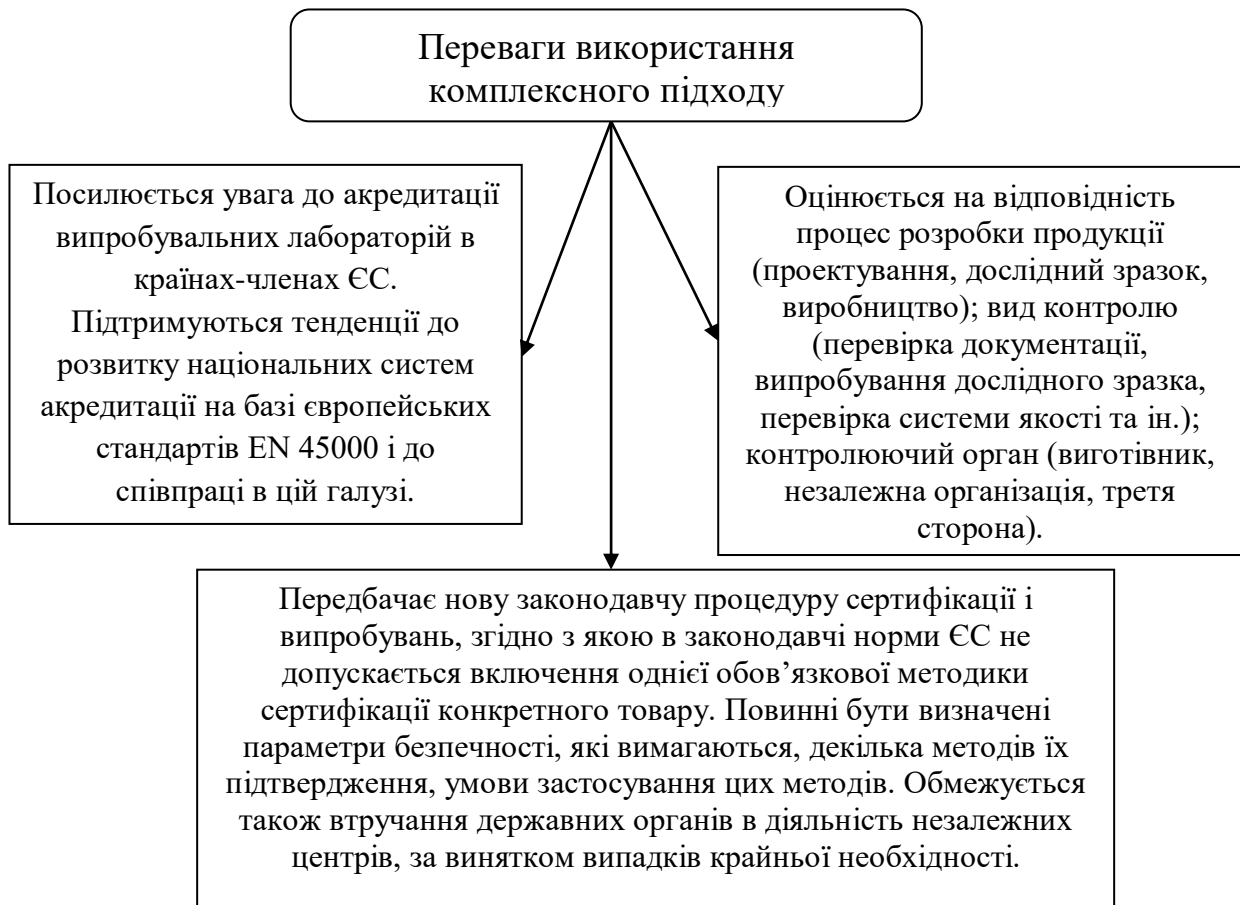 Переваги використання
комплексного підходу
Посилюється увага до акредитації
випробувальних лабораторій в
країнах-членах ЄС.
Підтримуються тенденції до
розвитку національних систем
акредитації на базі європейських
стандартів EN 45000 і до
співпраці в цій галузі.
Оцінюється на відповідність
процес розробки продукції
(проектування, дослідний зразок,
виробництво); вид контролю
(перевірка документації,
випробування дослідного зразка,
перевірка системи якості та ін.);
контролюючий орган (виготівник,
незалежна організація, третя
сторона).
Передбачає нову законодавчу процедуру сертифікації і
випробувань, згідно з якою в законодавчі норми ЄС не
допускається включення однієї обов’язкової методики
сертифікації конкретного товару. Повинні бути визначені
параметри безпечності, які вимагаються, декілька методів їх
підтвердження, умови застосування цих методів. Обмежується
також втручання державних органів в діяльність незалежних
центрів, за винятком випадків крайньої необхідності.